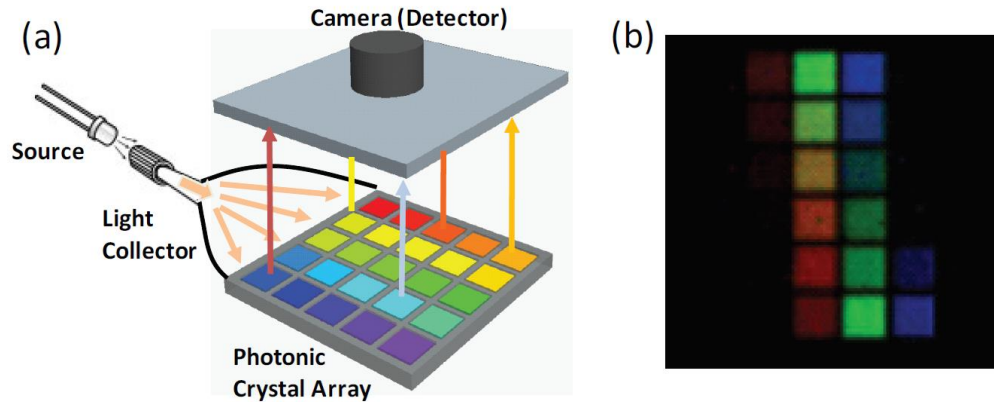 (a)
Camera (Detector)
(b)
Source
Light
Collector
Photonic
Crystal Array